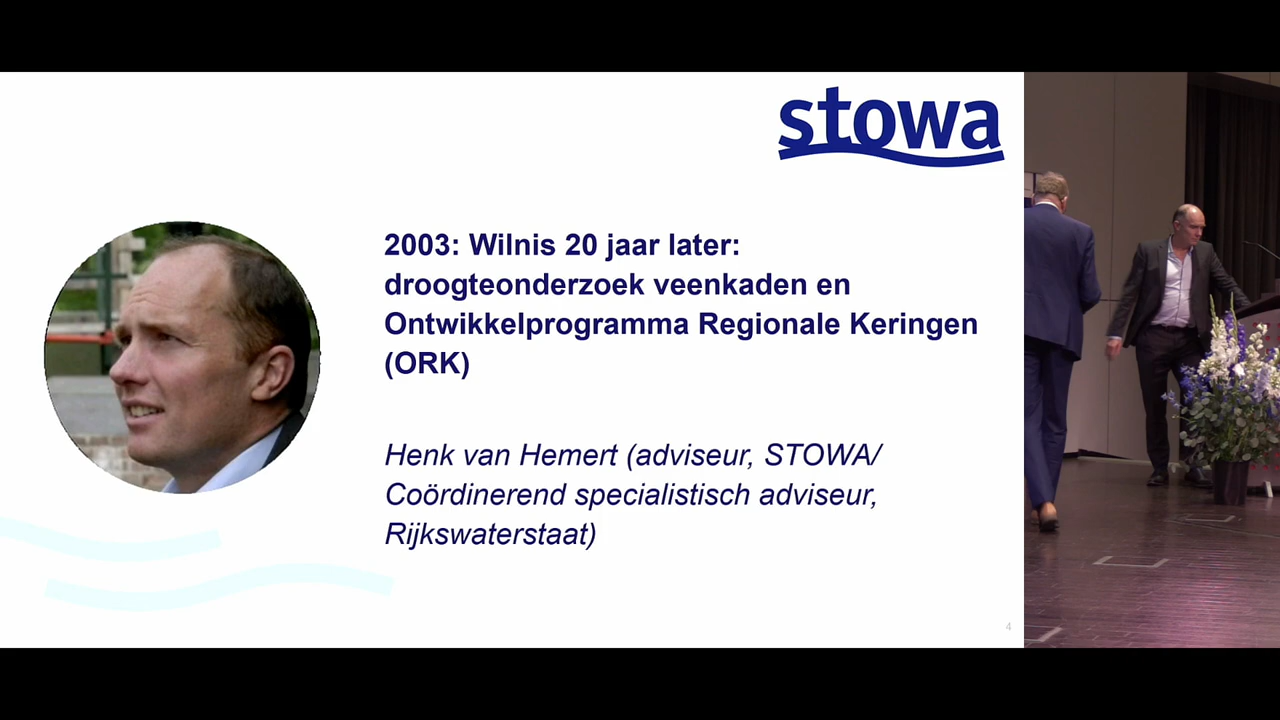 stowa
2003: Wilnis 20 jaar later:
droogteonderzoek veenkaden en
Ontwikkelprogramma Regionale Keringen
(ORK)
Henk van Hemert (adviseur, STOWA/
Coördinerend specialistisch adviseur,
Rijkswaterstaat)
4